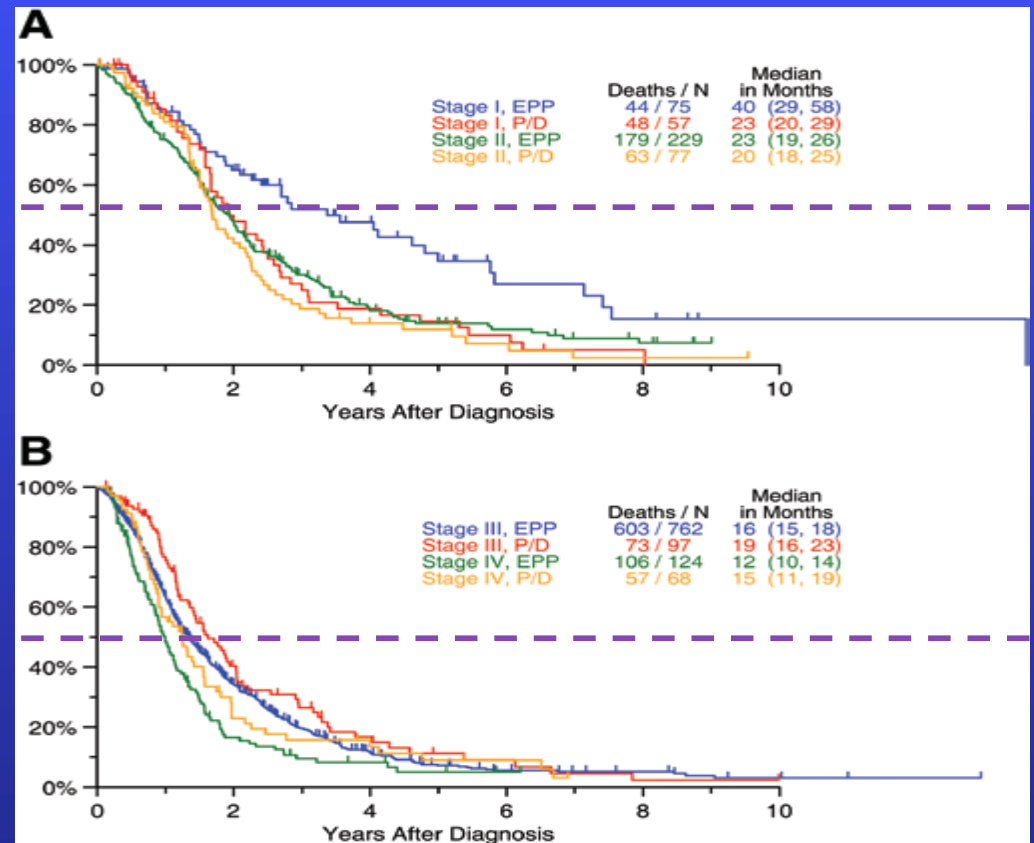 A
100%
80%
60%
40%
20%
0%
0 2 4 6 8 10
Years After Diagnosis
Deaths / N Median in Months
Stage I, EPP 44 / 75 40 (29, 58)
Stage I, P/D 48 / 57 23 (20, 29)
Stage II, EPP 179 / 229 23 (19, 26)
Stage II, P/D 63 / 77 20 (18, 25)
B
100%
80%
60%
40%
20%
0%
0 2 4 6 8 10
Years After Diagnosis
Deaths / N Median in Months
Stage III, EPP 603 / 762 16 (15, 18)
Stage III, P/D 73 / 97 19 (16, 23)
Stage IV, EPP 106 / 124 12 (10, 14)
Stage IV, P/D 57 / 68 15 (11, 19)